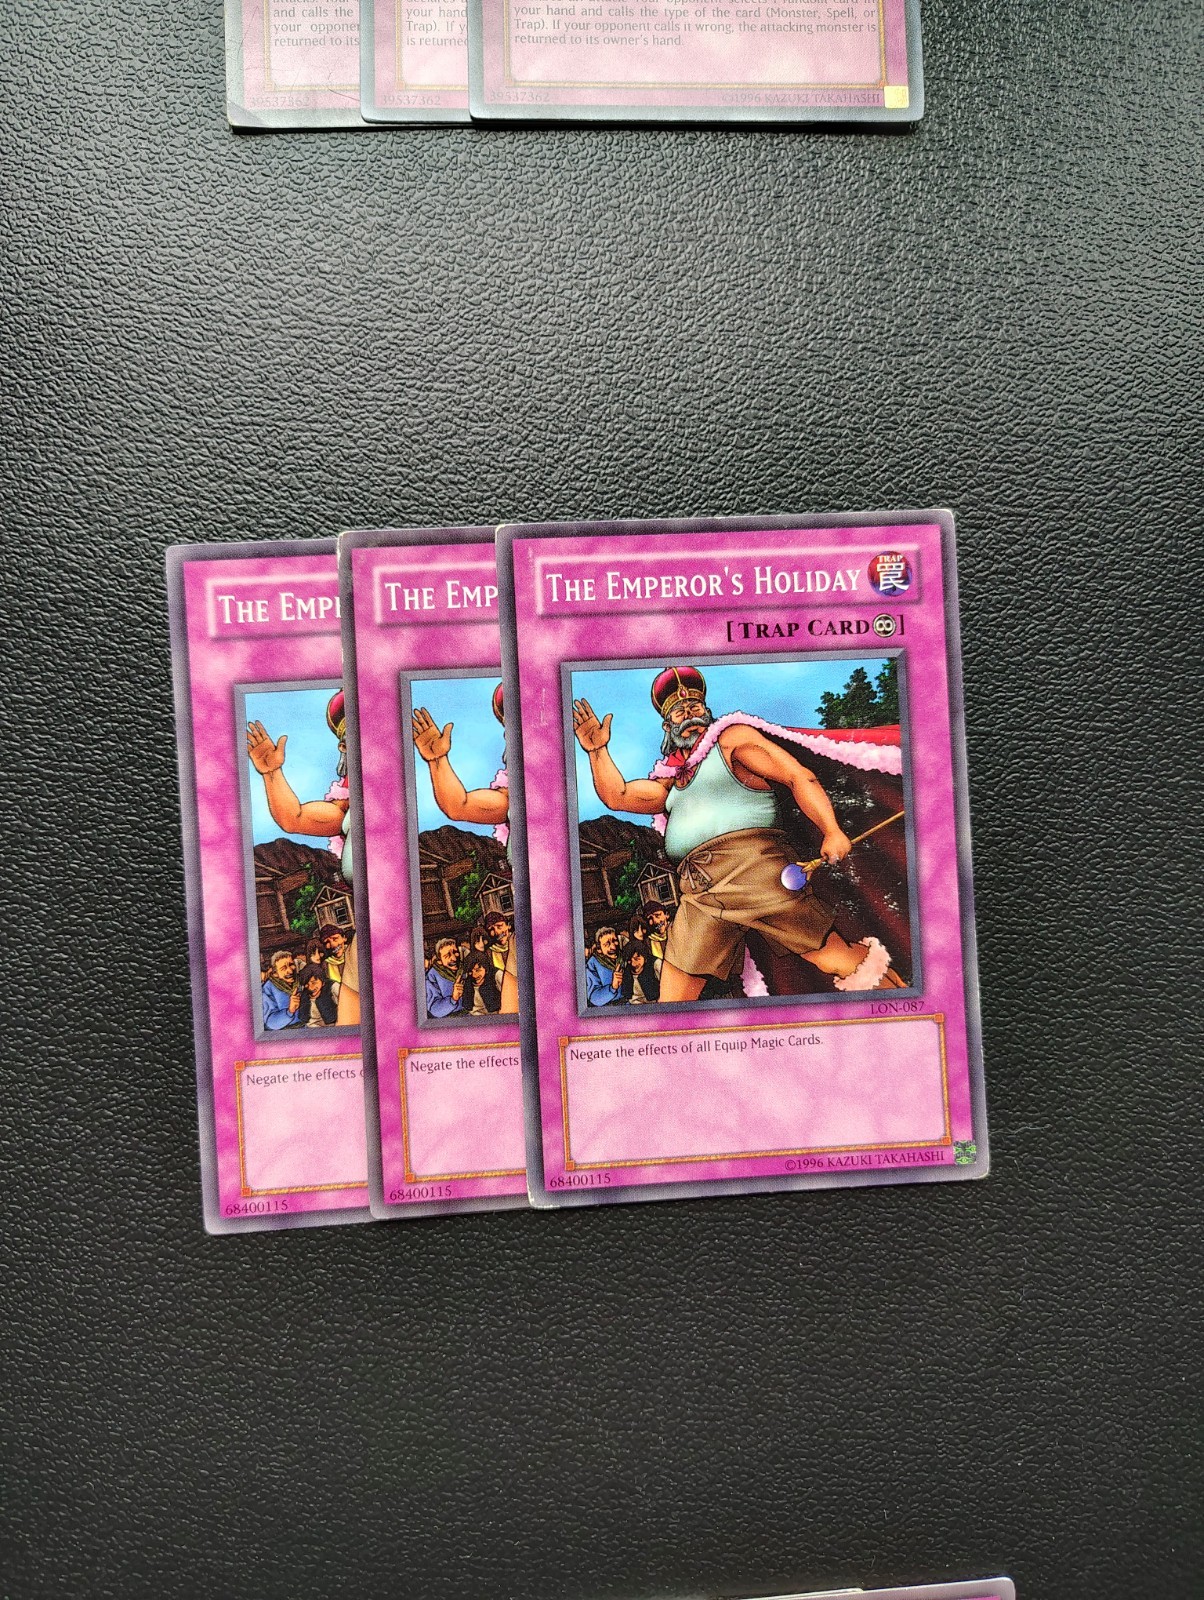 attacks. Your
and calls the
your opponen
returned to its
39537362
your hand
Trap). If y
is returned
39537362
your hand and calls the type of the card (Monster, Spell, or
Trap). If your opponent calls it wrong, the attacking monster is
returned to its owner's hand.
39537362
©1996 KAZUKI TAKAHASHI
THE EMPE
Negate the effects o
68400115
THE EMP
Negate the effects
68400115
THE EMPEROR'S HOLIDAY
TRAP
罠
[TRAP CARD♾]
LON-087
Negate the effects of all Equip Magic Cards.
©1996 KAZUKI TAKAHASHI
68400115